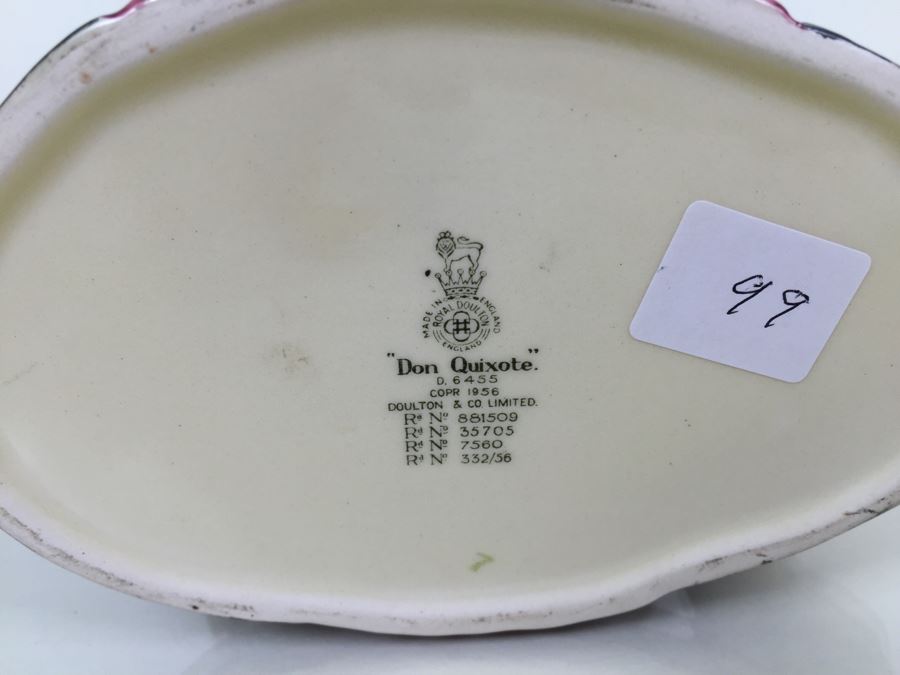 MADE IN ENGLAND
ROYAL DOULTON
ENGLAND
"Don Quixote."
D. 6455
COPR 1956
DOULTON & CO. LIMITED.
Rd No 881509
Rd No 35705
Rd No 7560
Rd No 332/56
99